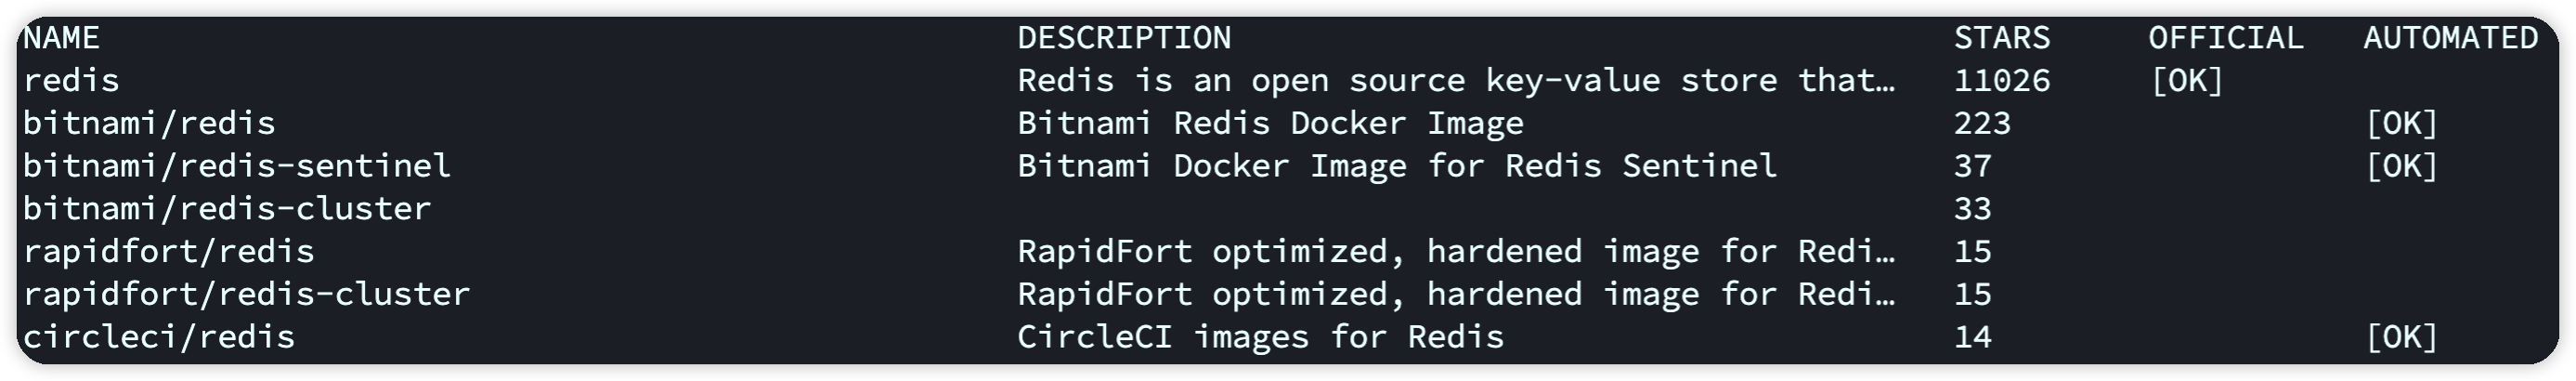 NAME DESCRIPTION STARS OFFICIAL AUTOMATED
redis Redis is an open source key-value store that… 11026 [OK]
bitnami/redis Bitnami Redis Docker Image 223 [OK]
bitnami/redis-sentinel Bitnami Docker Image for Redis Sentinel 37 [OK]
bitnami/redis-cluster 33
rapidfort/redis RapidFort optimized, hardened image for Redi… 15
rapidfort/redis-cluster RapidFort optimized, hardened image for Redi… 15
circleci/redis CircleCI images for Redis 14 [OK]